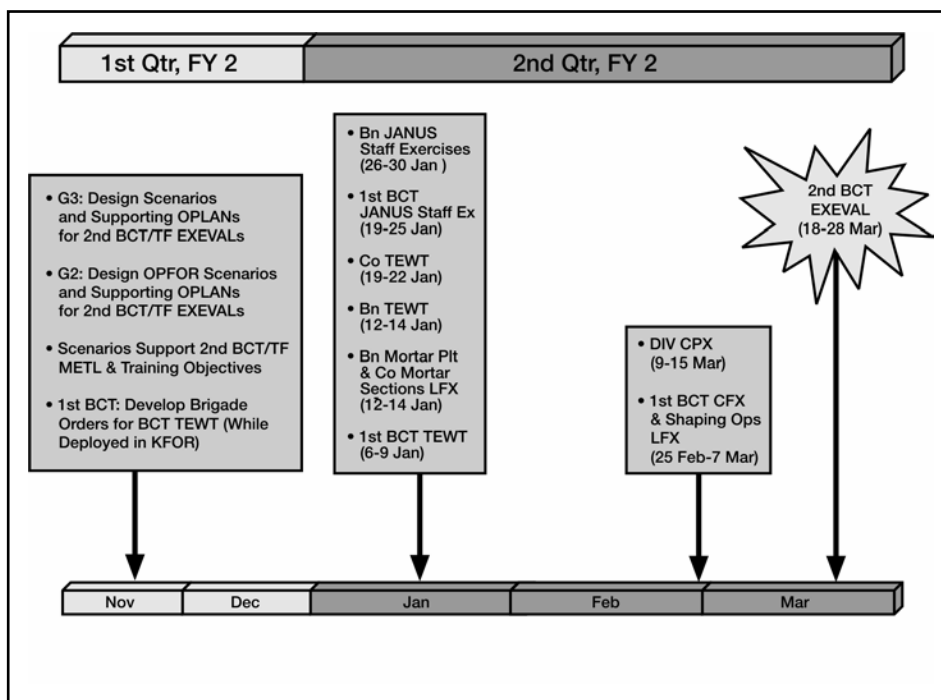 1st Qtr, FY 2
2nd Qtr, FY 2
• G3: Design Scenarios
and Supporting OPLANs
for 2nd BCT/TF EXEVALs
• G2: Design OPFOR Scenarios
and Supporting OPLANs
for 2nd BCT/TF EXEVALs
• Scenarios Support 2nd BCT/TF
METL & Training Objectives
• 1st BCT: Develop Brigade
Orders for BCT TEWT (While
Deployed in KFOR)
• Bn JANUS
Staff Exercises
(26-30 Jan )
• 1st BCT
JANUS Staff Ex
(19-25 Jan)
• Co TEWT
(19-22 Jan)
• Bn TEWT
(12-14 Jan)
• Bn Mortar Plt
& Co Mortar
Sections LFX
(12-14 Jan)
• 1st BCT TEWT
(6-9 Jan)
• DIV CPX
(9-15 Mar)
• 1st BCT CFX
& Shaping Ops
LFX
(25 Feb-7 Mar)
2nd BCT
EXEVAL
(18-28 Mar)
Nov
Dec
Jan
Feb
Mar